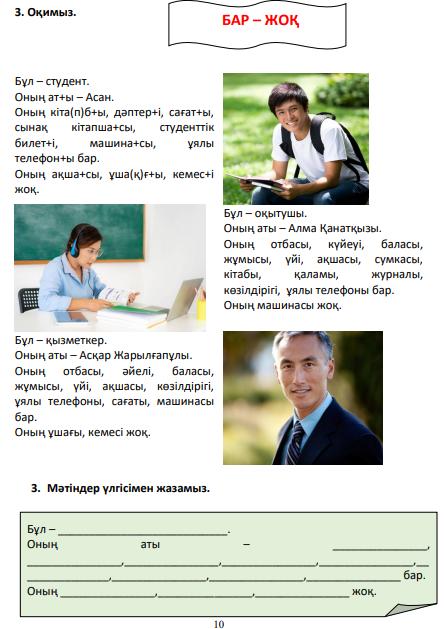 3. Оқимыз.
БАР – ЖОҚ
Бұл – студент.
Оның ат+ы – Асан.
Оның кіта(п)б+ы, дәптер+і, сағат+ы,
сынақ кітапша+сы, студенттік
билет+і, машина+сы, ұялы
телефон+ы бар.
Оның ақша+сы, ұша(қ)ғ+ы, кемес+і
жоқ.
Бұл – оқытушы.
Оның аты – Алма Қанатқызы.
Оның отбасы, күйеуі, баласы,
жұмысы, үйі, ақшасы, сумкасы,
кітабы, қаламы, журналы,
көзілдірігі, ұялы телефоны бар.
Оның машинасы жоқ.
Бұл – қызметкер.
Оның аты – Асқар Жарылғапұлы.
Оның отбасы, әйелі, баласы,
жұмысы, үйі, ақшасы, көзілдірігі,
ұялы телефоны, сағаты, машинасы
бар.
Оның ұшағы, кемесі жоқ.
3. Мәтіндер үлгісімен жазамыз.
Бұл – __________________________.
Оның аты – _______________,
_______________,_______________,_______________,_______________,__
_____________,_______________,_______________,_______________ бар.
Оның _______________,_______________,_______________ жоқ.
10